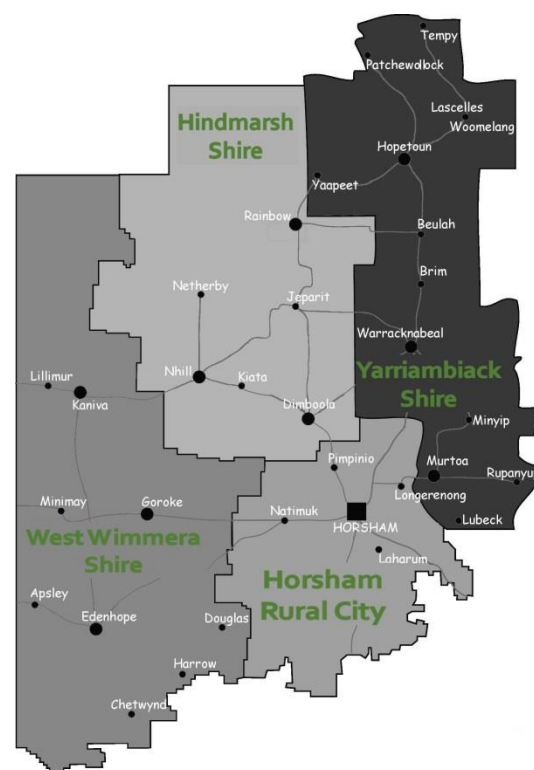 Tempy
Patchewollock
Lascelles
Woomelang
Hindmarsh
Shire
Hopetoun
Yaapeet
Rainbow
Beulah
Brim
Netherby
Jeparit
Warracknabeal
Yarriambiack
Shire
Nhill
Kiata
Lillimur
Kaniva
Dimboola
Minyip
Pimpinio
Murtoa
Rupanyup
Longerenong
Minimay
Goroke
Natimuk
HORSHAM
Lubeck
West Wimmera
Shire
Laharum
Horsham
Rural City
Apsley
Edenhope
Douglas
Harrow
Chetwynd